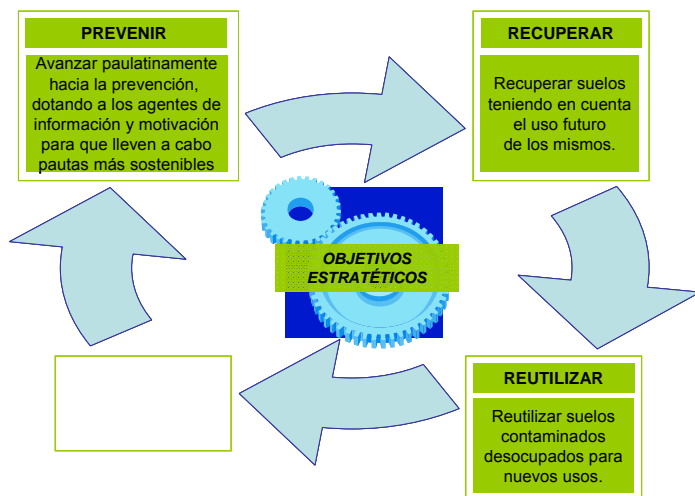 PREVENIR
Avanzar paulatinamente
hacia la prevención,
dotando a los agentes de
información y motivación
para que lleven a cabo
pautas más sostenibles
RECUPERAR
Recuperar suelos
teniendo en cuenta
el uso futuro
de los mismos.
OBJETIVOS
ESTRATÉTICOS
REUTILIZAR
Reutilizar suelos
contaminados
desocupados para
nuevos usos.